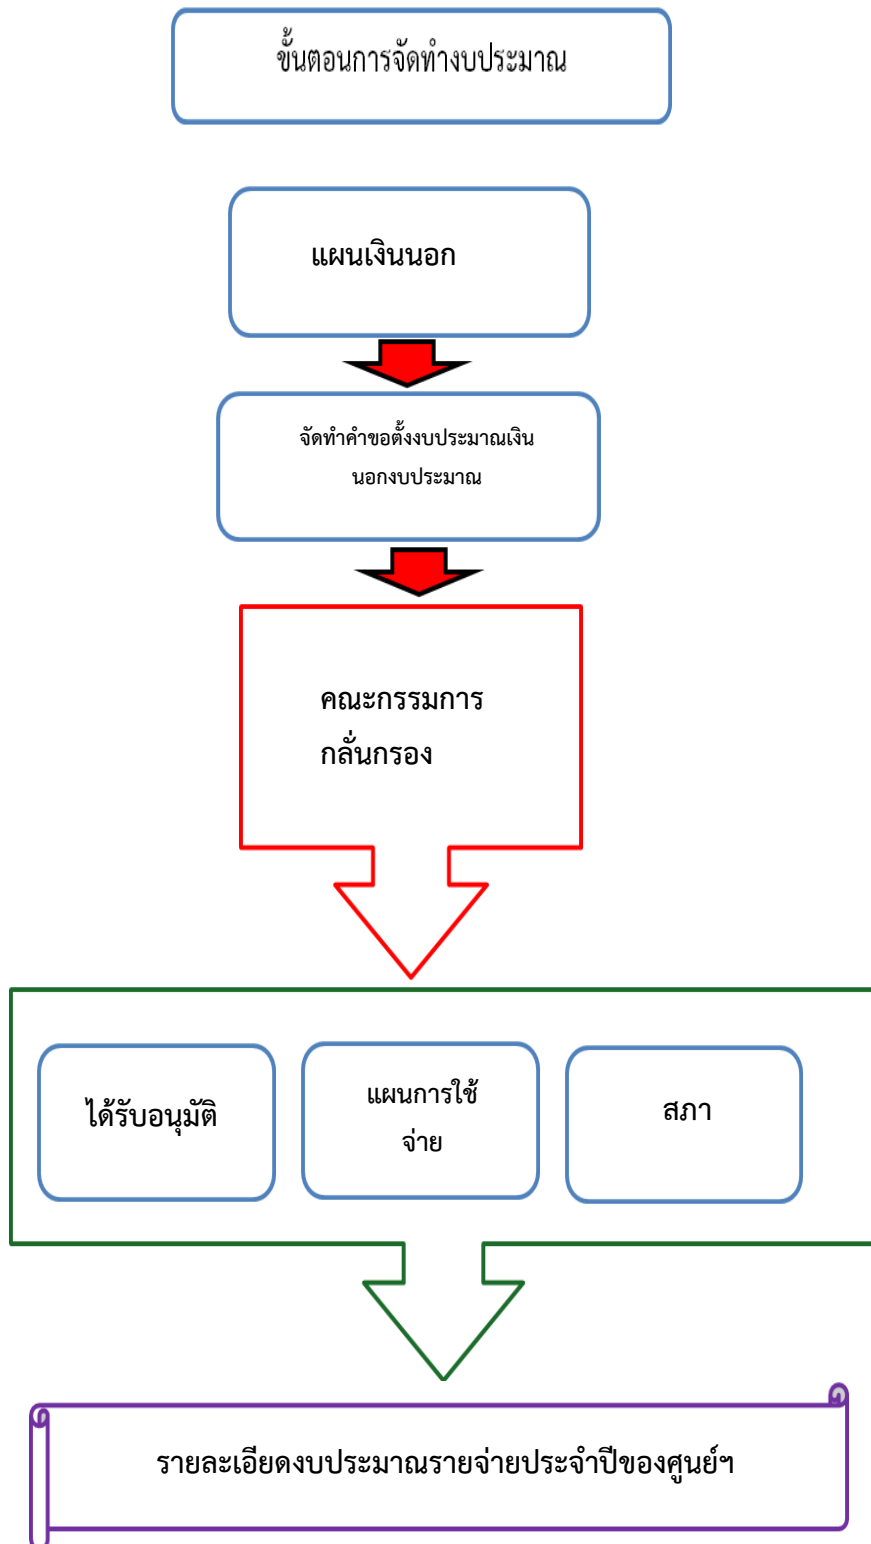 ขั้นตอนการจัดทำงบประมาณ
แผนเงินนอก
จัดทำคำขอตั้งงบประมาณเงิน
นอกงบประมาณ
คณะกรรมการ
กลั่นกรอง
ได้รับอนุมัติ
แผนการใช้
จ่าย
สภา
รายละเอียดงบประมาณรายจ่ายประจำปีของศูนย์ฯ